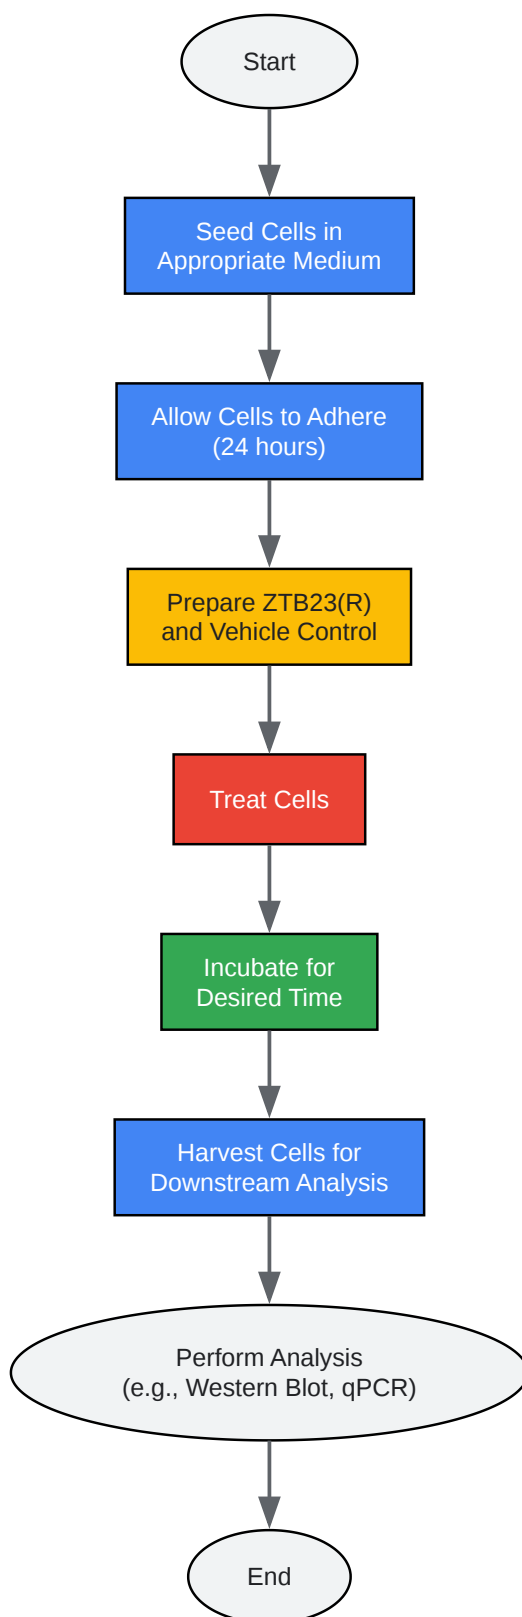 Start
Seed Cells in
Appropriate Medium
Allow Cells to Adhere
(24 hours)
Prepare ZTB23(R)
and Vehicle Control
Treat Cells
Incubate for
Desired Time
Harvest Cells for
Downstream Analysis
Perform Analysis
(e.g., Western Blot, qPCR)
End